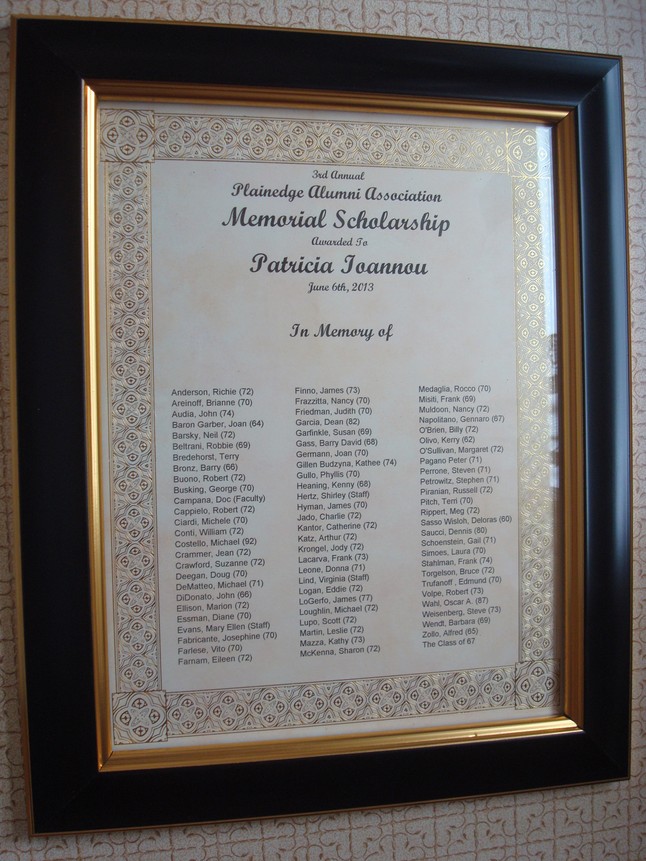 3rd Annual
Plainedge Alumni Association
Memorial Scholarship
Awarded To
Patricia Ioannou
June 6th, 2013
In Memory of
Anderson, Richie (72)
Areinoff, Brianne (70)
Audia, John (74)
Baron Garber, Joan (64)
Barsky, Neil (72)
Beltrani, Robbie (69)
Bredehorst, Terry
Bronz, Barry (66)
Buono, Robert (72)
Busking, George (70)
Campana, Doc (Faculty)
Cappielo, Robert (72)
Ciardi, Michele (70)
Conti, William (72)
Costello, Michael (92)
Crammer, Jean (72)
Crawford, Suzanne (72)
Deegan, Doug (70)
DeMatteo, Michael (71)
DiDonato, John (66)
Ellison, Marion (72)
Essman, Diane (70)
Evans, Mary Ellen (Staff)
Fabricante, Josephine (70)
Farlese, Vito (70)
Farnam, Eileen (72)
Finno, James (73)
Frazzitta, Nancy (70)
Friedman, Judith (70)
Garcia, Dean (82)
Garfinkle, Susan (69)
Gass, Barry David (68)
Germann, Joan (70)
Gillen Budzyna, Kathee (74)
Gullo, Phyllis (70)
Heaning, Kenny (68)
Hertz, Shirley (Staff)
Hyman, James (70)
Jado, Charlie (72)
Kantor, Catherine (72)
Katz, Arthur (72)
Krongel, Jody (72)
Lacarva, Frank (73)
Leone, Donna (71)
Lind, Virginia (Staff)
Logan, Eddie (72)
LoGerfo, James (77)
Loughlin, Michael (72)
Lupo, Scott (72)
Martin, Leslie (72)
Mazza, Kathy (73)
McKenna, Sharon (72)
Medaglia, Rocco (70)
Misiti, Frank (69)
Muldoon, Nancy (72)
Napolitano, Gennaro (67)
O'Brien, Billy (72)
Olivo, Kerry (62)
O'Sullivan, Margaret (72)
Pagano Peter (71)
Perrone, Steven (71)
Petrowitz, Stephen (71)
Piranian, Russell (72)
Pitch, Terri (70)
Rippert, Meg (72)
Sasso Wisloh, Deloras (60)
Saucci, Dennis (80)
Schoenstein, Gail (71)
Simoes, Laura (70)
Stahlman, Frank (74)
Torgelson, Bruce (72)
Trufanoff , Edmund (70)
Volpe, Robert (73)
Wahl, Oscar A. (87)
Weisenberg, Steve (73)
Wendt, Barbara (69)
Zollo, Alfred (65)
The Class of 67